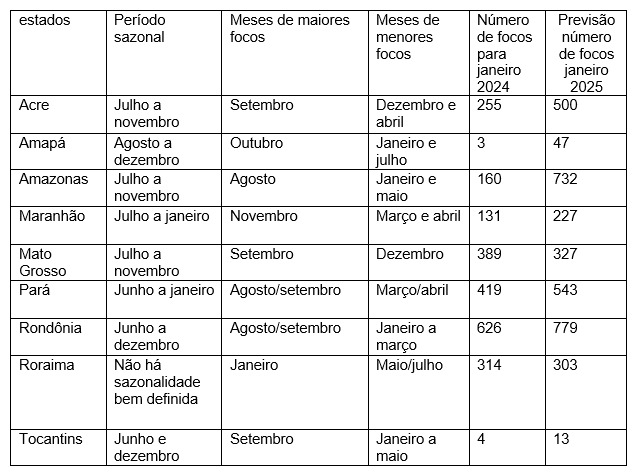 estados Período sazonal Meses de maiores focos Meses de menores focos Número de focos para janeiro 2024 Previsão número de focos janeiro 2025
Acre Julho a novembro Setembro Dezembro e abril 255 500
Amapá Agosto a dezembro Outubro Janeiro e julho 3 47
Amazonas Julho a novembro Agosto Janeiro e maio 160 732
Maranhão Julho a janeiro Novembro Março e abril 131 227
Mato Grosso Julho a novembro Setembro Dezembro 389 327
Pará Junho a janeiro Agosto/setembro Março/abril 419 543
Rondônia Junho a dezembro Agosto/setembro Janeiro a março 626 779
Roraima Não há sazonalidade bem definida Janeiro Maio/julho 314 303
Tocantins Junho e dezembro Setembro Janeiro a maio 4 13